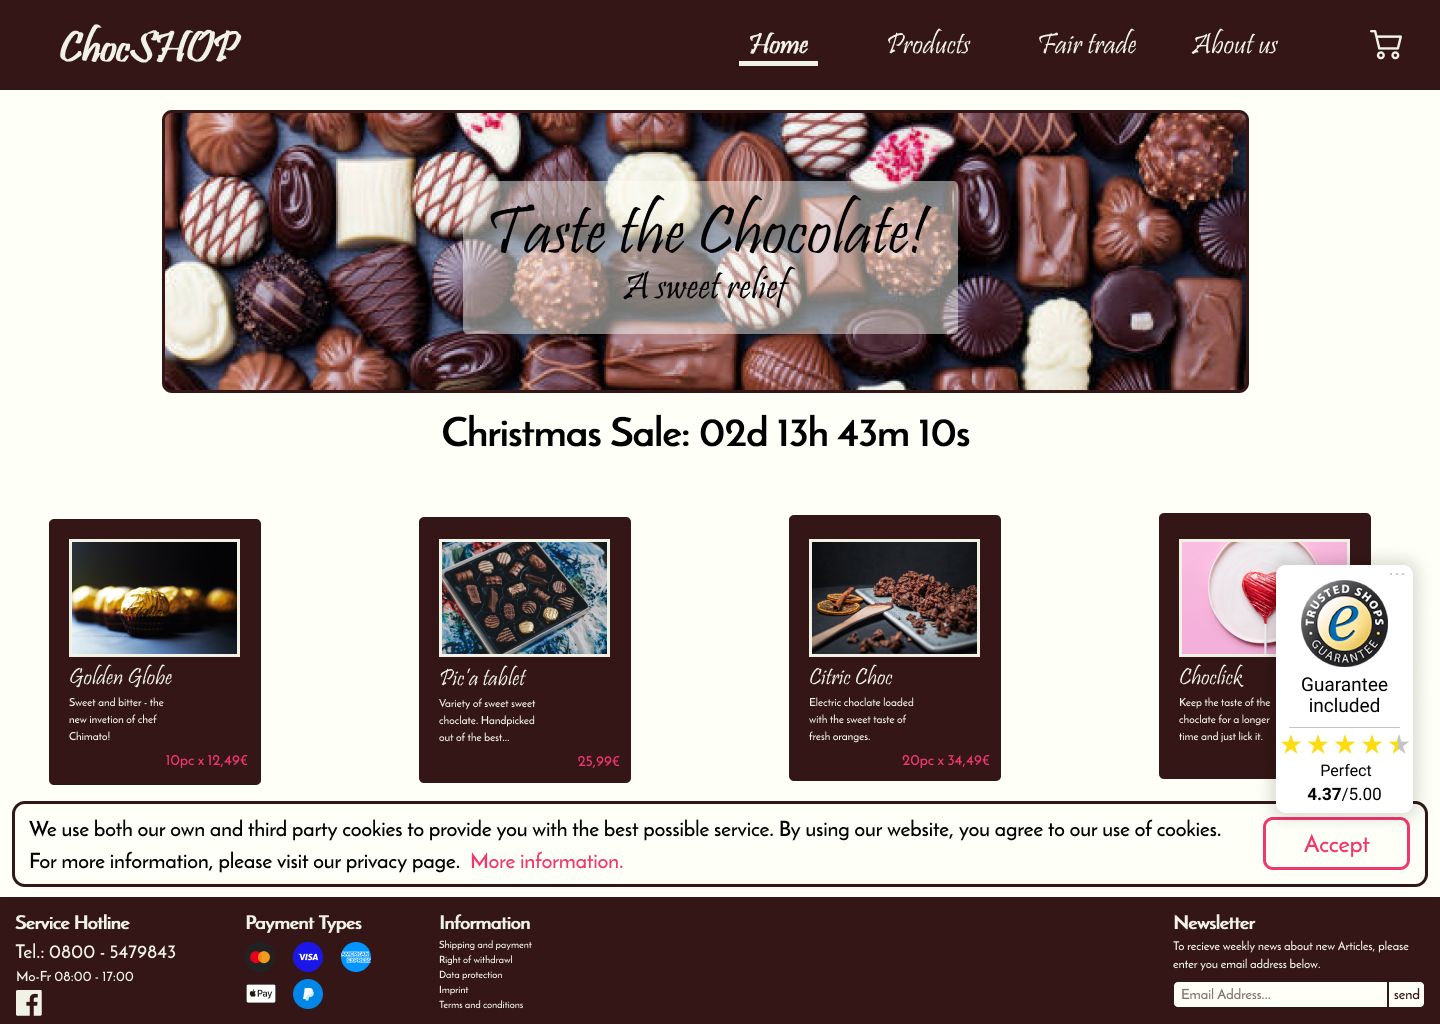 ChocSHOP
Home Products Fair trade About us
Taste the Chocolate!
A sweet relief
Christmas Sale: 02d 13h 43m 10s
Golden Globe
Sweet and bitter - the
new invetion of chef
Chimato!
10pc x 12,49€
Pic'a tablet
Variety of sweet sweet
choclate. Handpicked
out of the best...
25,99€
Citric Choc
Electric choclate loaded
with the sweet taste of
fresh oranges.
20pc x 34,49€
Choclick
Keep the taste of the
choclate for a longer
time and just lick it.
TRUSTED SHOPS
e
GUARANTEE
Guarantee
included
Perfect
4.37/5.00
We use both our own and third party cookies to provide you with the best possible service. By using our website, you agree to our use of cookies.
For more information, please visit our privacy page. More information.
Accept
Service Hotline
Tel.: 0800 - 5479843
Mo-Fr 08:00 - 17:00
Payment Types
VISA
AMERICAN EXPRESS
Pay
Information
Shipping and payment
Right of withdrawl
Data protection
Imprint
Terms and conditions
Newsletter
To recieve weekly news about new Articles, please
enter you email address below.
Email Address... send